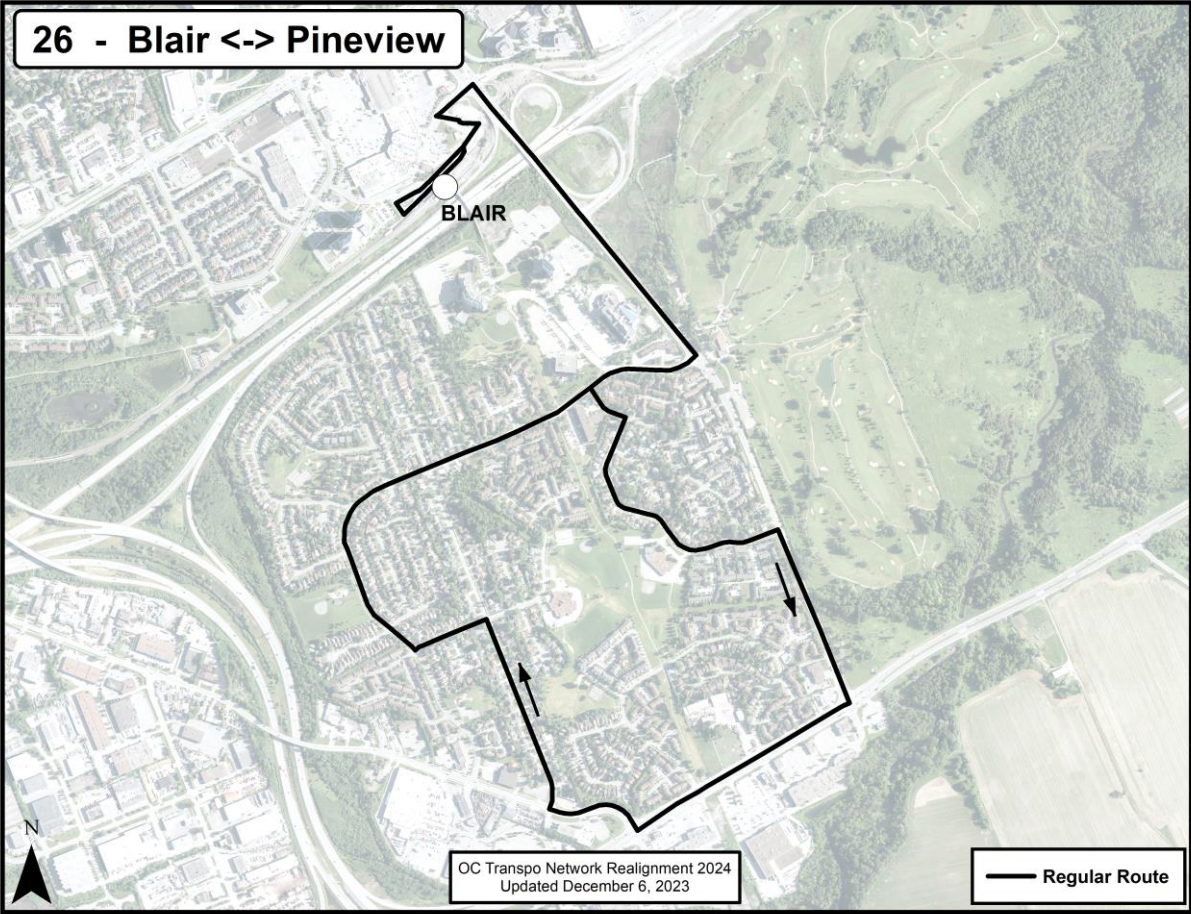 26 - Blair <-> Pineview
BLAIR
N
OC Transpo Network Realignment 2024
Updated December 6, 2023
Regular Route